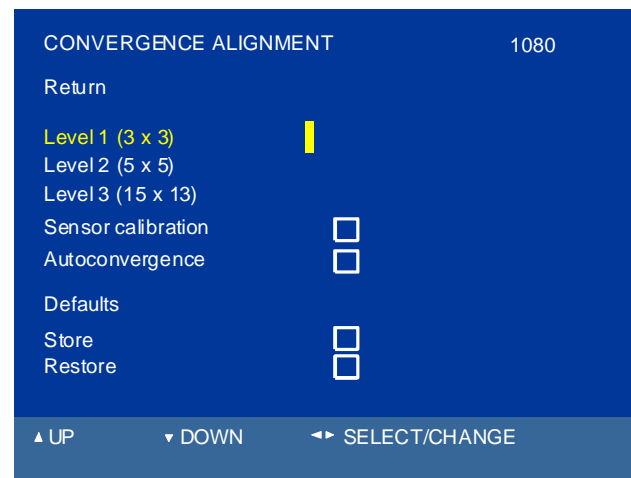 CONVERGENCE ALIGNMENT 1080
Return
Level 1 (3 x 3)
Level 2 (5 x 5)
Level 3 (15 x 13)
Sensor calibration
Autoconvergence
Defaults
Store
Restore
▲ UP ▼ DOWN ◄► SELECT/CHANGE